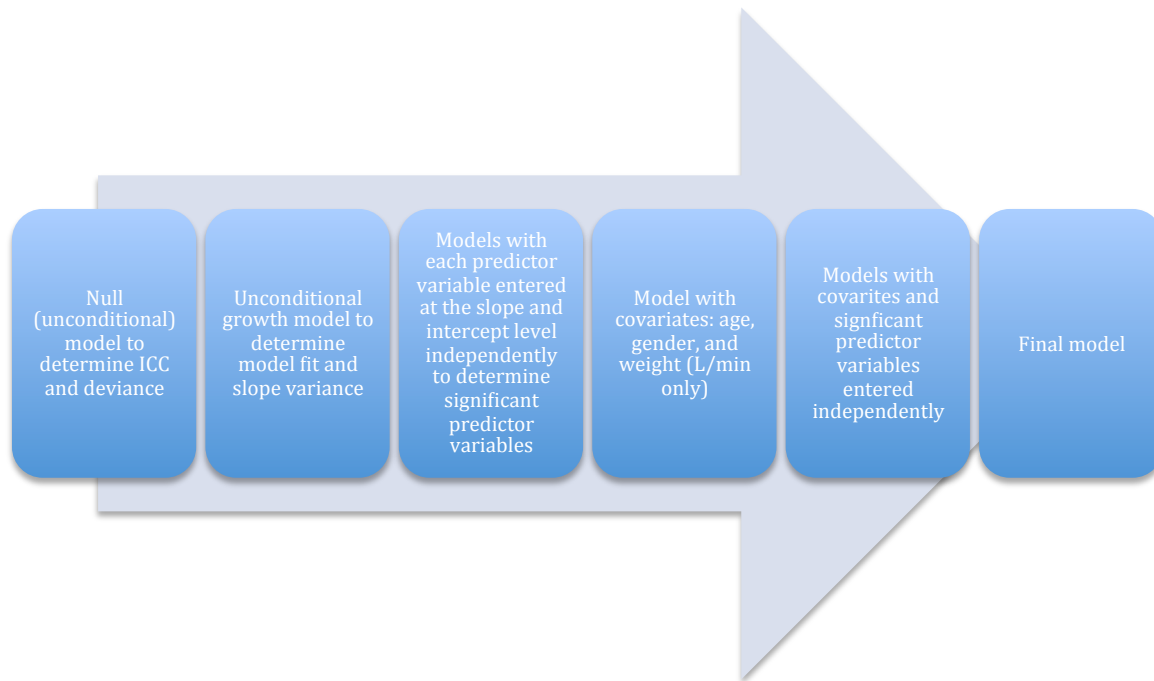 Null
(unconditional)
model to
determine ICC
and deviance
Unconditional
growth model to
determine
model fit and
slope variance
Models with
each predictor
variable entered
at the slope and
intercept level
independently
to determine
significant
predictor
variables
Model with
covariates: age,
gender, and
weight (L/min
only)
Models with
covarites and
signficant
predictor
variables
entered
independently
Final model